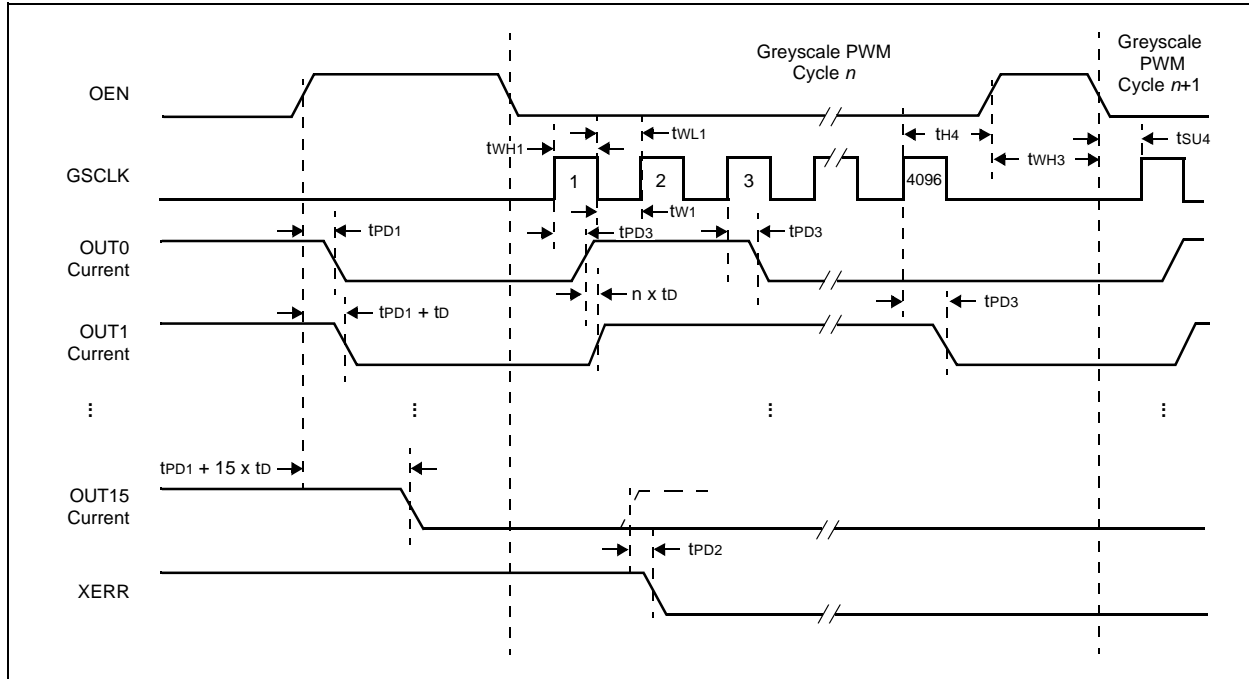 Greyscale PWM
Cycle n
Greyscale
PWM
Cycle n+1
OEN
tWL1
tH4
tSU4
tWH1
tWH3
GSCLK
1
2
3
4096
tW1
tPD1
tPD3
tPD3
OUT0
Current
n x tD
tPD3
tPD1 + tD
OUT1
Current
...
...
...
...
tPD1 + 15 x tD
OUT15
Current
tPD2
XERR